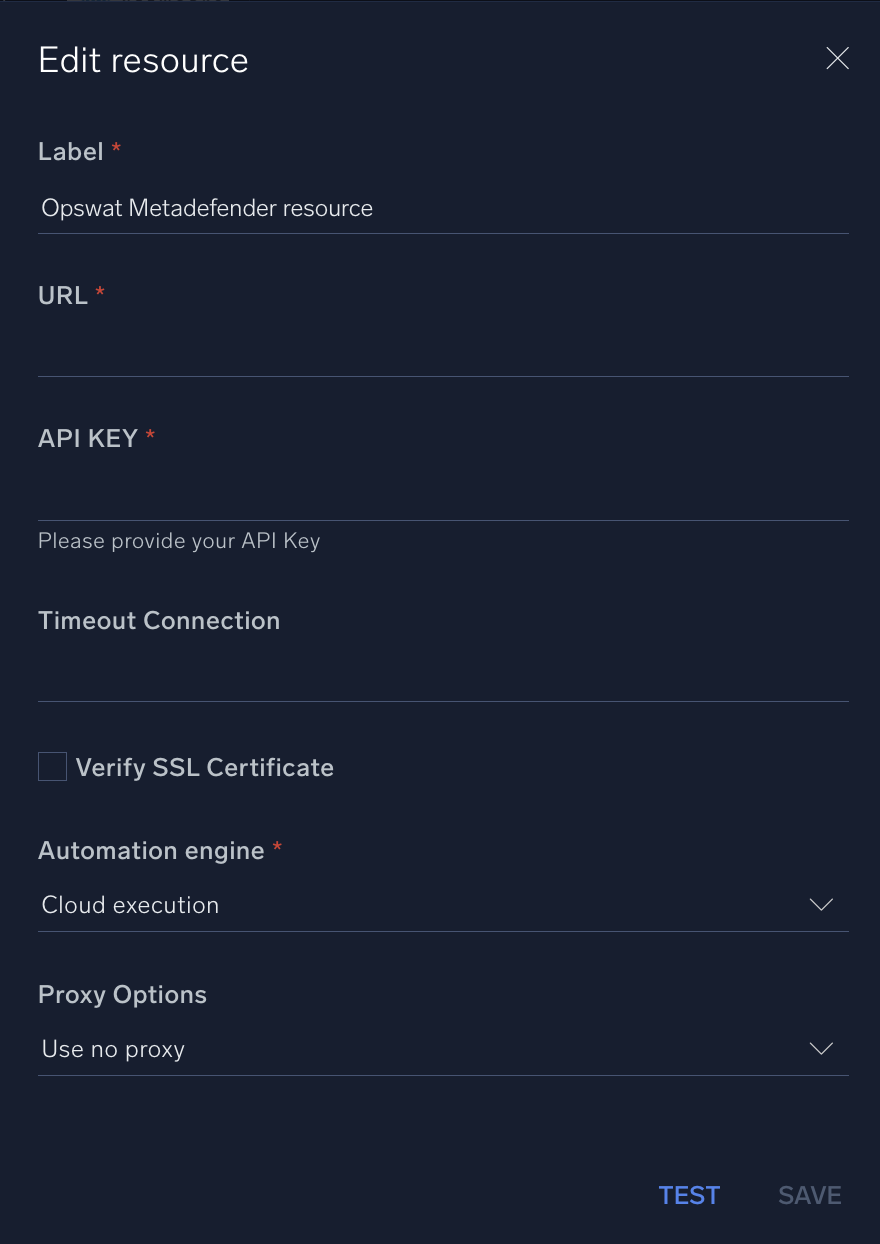 Edit resource
Label *
Opswat Metadefender resource
URL *
API KEY *
Please provide your API Key
Timeout Connection
Verify SSL Certificate
Automation engine *
Cloud execution
Proxy Options
Use no proxy
TEST SAVE